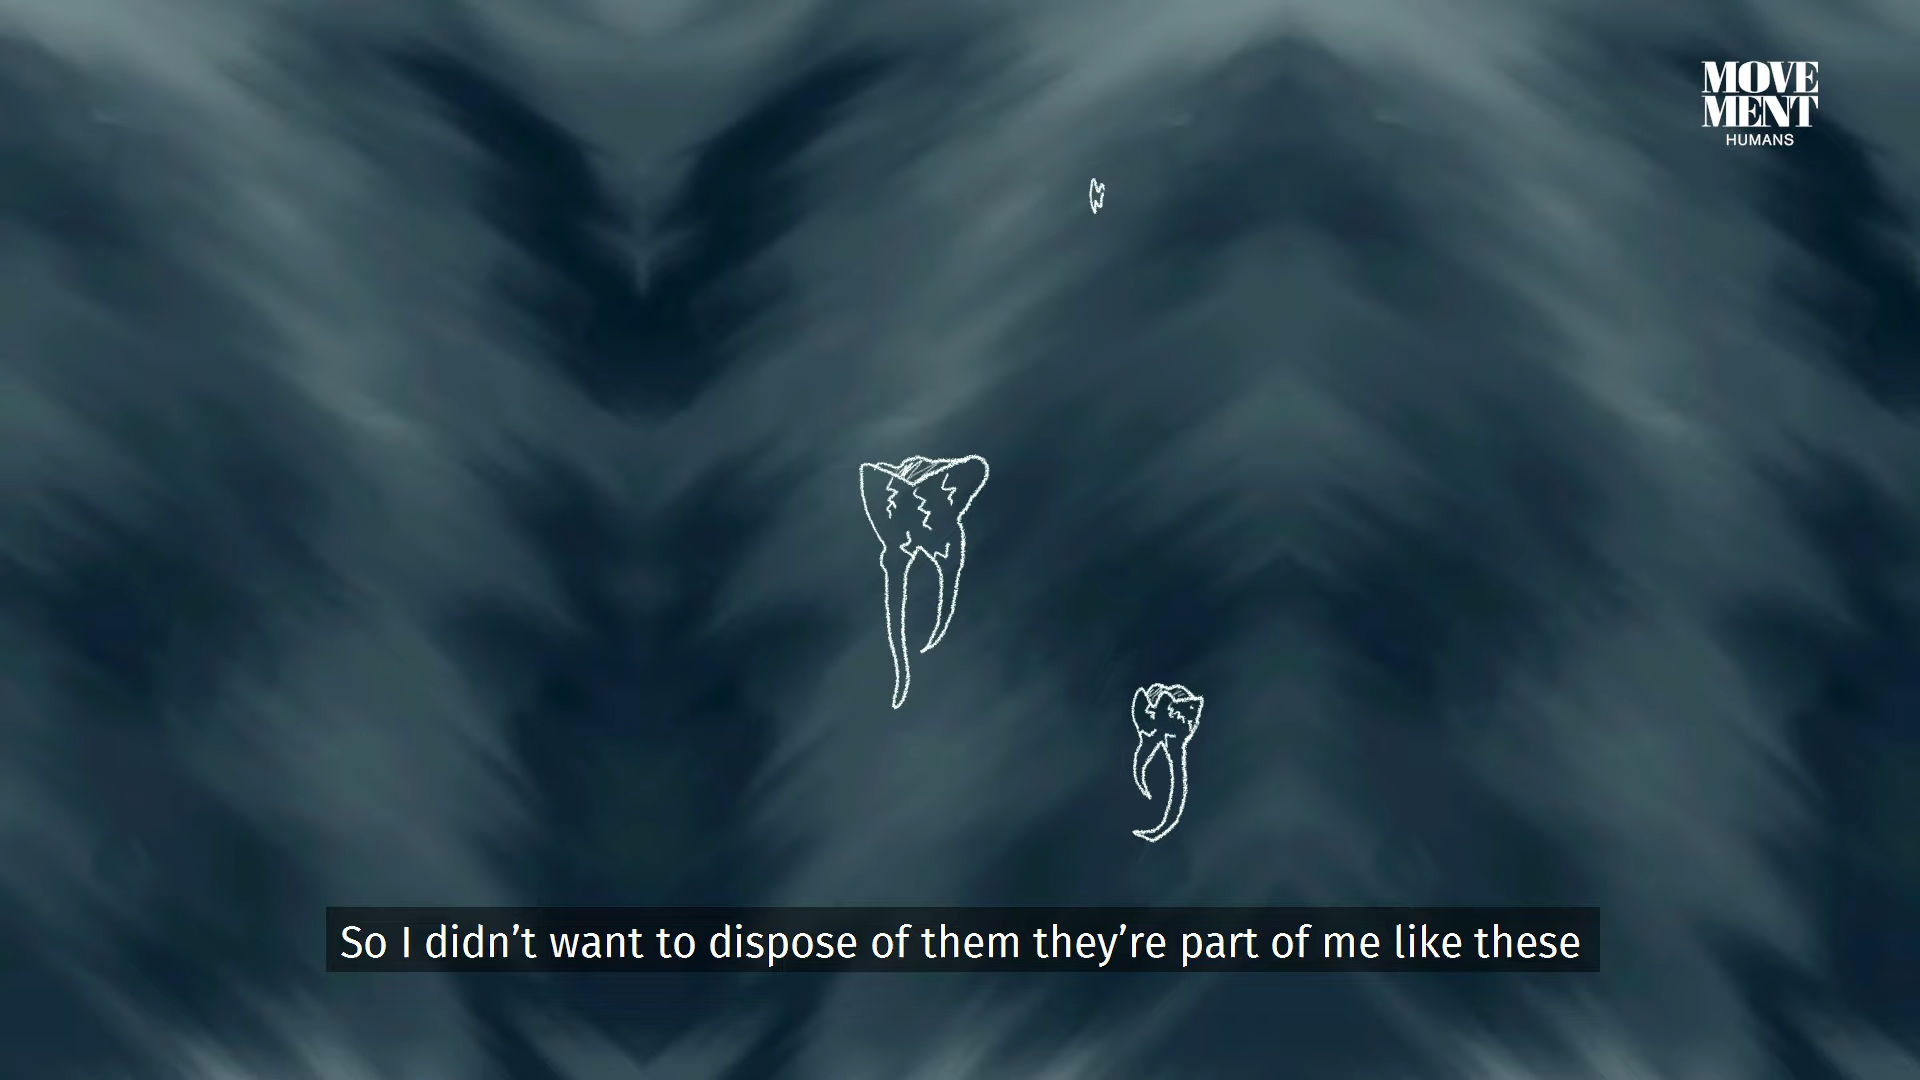 MOVE
MENT
HUMANS
So I didn’t want to dispose of them they’re part of me like these